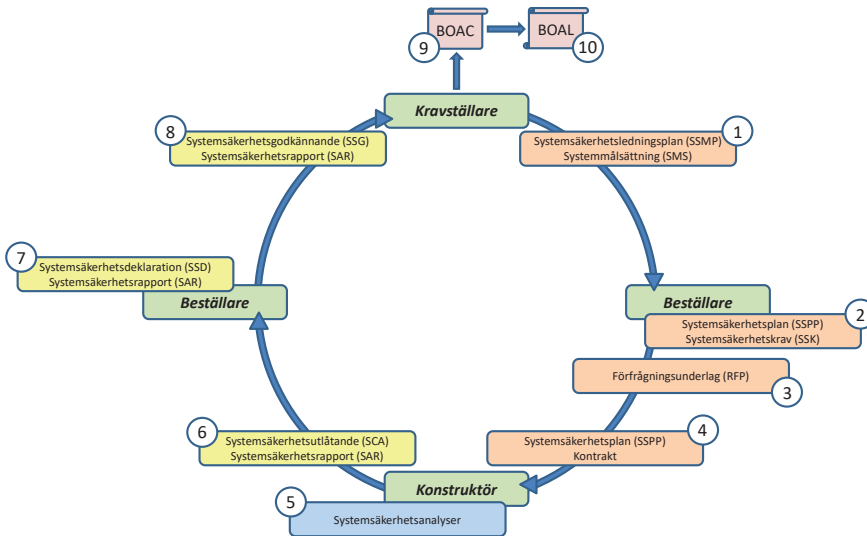 BOAC
9
BOAL
10
Kravställare
8
Systemsäkerhetsgodkännande (SSG)
Systemsäkerhetsrapport (SAR)
1
Systemsäkerhetsledningsplan (SSMP)
Systemmålsättning (SMS)
7
Systemsäkerhetsdeklaration (SSD)
Systemsäkerhetsrapport (SAR)
Beställare
Beställare
2
Systemsäkerhetsplan (SSPP)
Systemsäkerhetskrav (SSK)
Förfrågningsunderlag (RFP)
3
6
Systemsäkerhetsutlåtande (SCA)
Systemsäkerhetsrapport (SAR)
4
Systemsäkerhetsplan (SSPP)
Kontrakt
Konstruktör
5
Systemsäkerhetsanalyser